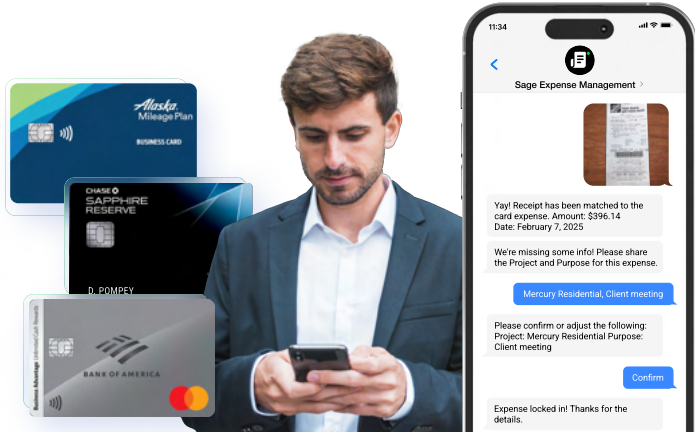 Alaska
Mileage Plan
BUSINESS CARD
CHASE
SAPPHIRE
RESERVE
D. POMPEY
Business Advantage Unlimited Cash Rewards
BANK OF AMERICA
11:34
Sage Expense Management
Yay! Receipt has been matched to the
card expense. Amount: $396.14
Date: February 7, 2025
We're missing some info! Please share
the Project and Purpose for this expense.
Mercury Residential, Client meeting
Please confirm or adjust the following:
Project: Mercury Residential Purpose:
Client meeting
Confirm
Expense locked in! Thanks for the
details.